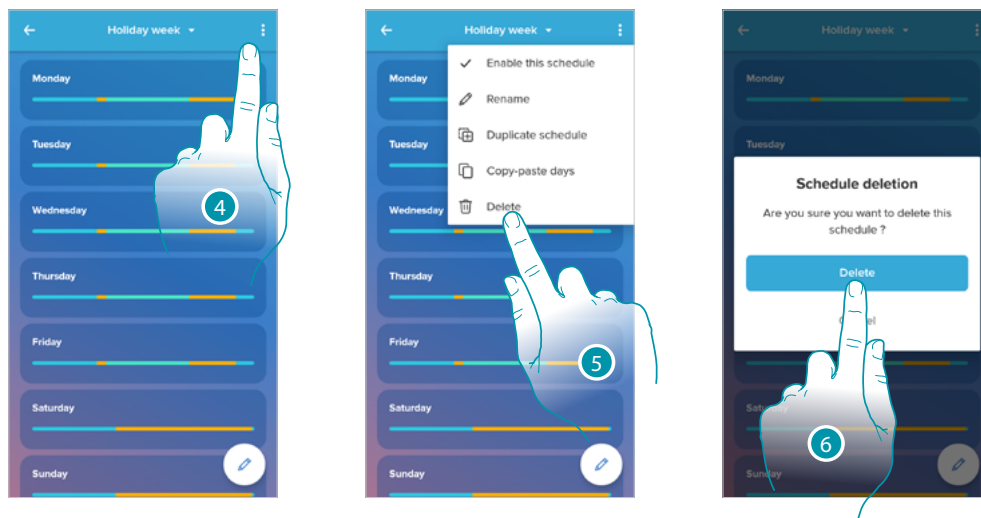 Holiday week
Monday
Tuesday
Wednesday
Thursday
Friday
Saturday
Sunday
4
Holiday week
Enable this schedule
Rename
Duplicate schedule
Copy-paste days
Delete
Monday
Tuesday
Wednesday
Thursday
Friday
Saturday
Sunday
5
Holiday week
Monday
Tuesday
Schedule deletion
Are you sure you want to delete this
schedule ?
Delete
Sunday
6